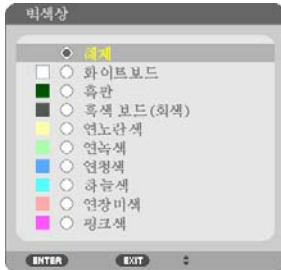 벽색상
해제
화이트보드
흑판
흑색 보드(회색)
연노란색
연녹색
연청색
하늘색
연장미색
핑크색
ENTER EXIT